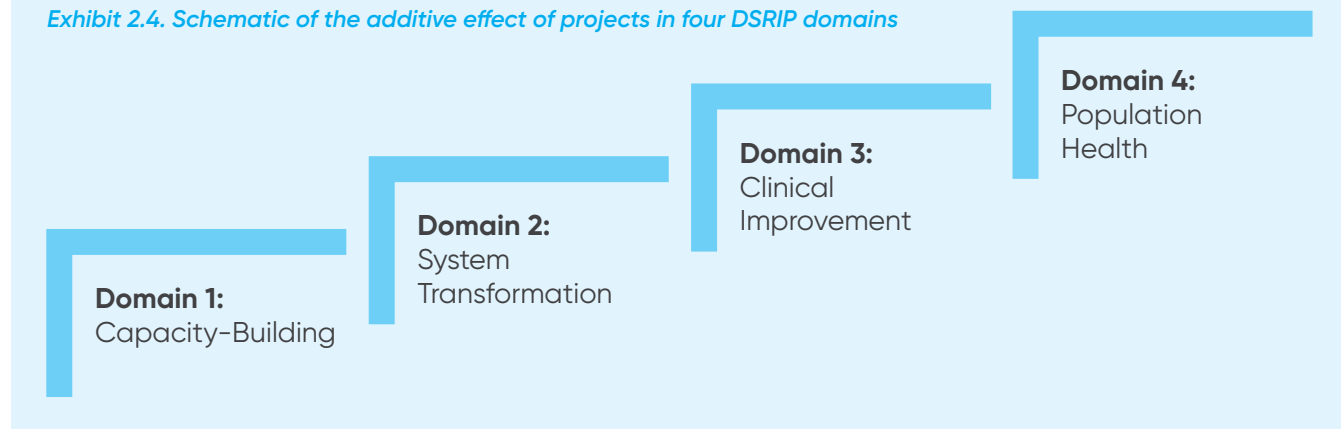 Exhibit 2.4. Schematic of the additive effect of projects in four DSRIP domains
Domain 1:
Capacity-Building
Domain 2:
System
Transformation
Domain 3:
Clinical
Improvement
Domain 4:
Population
Health